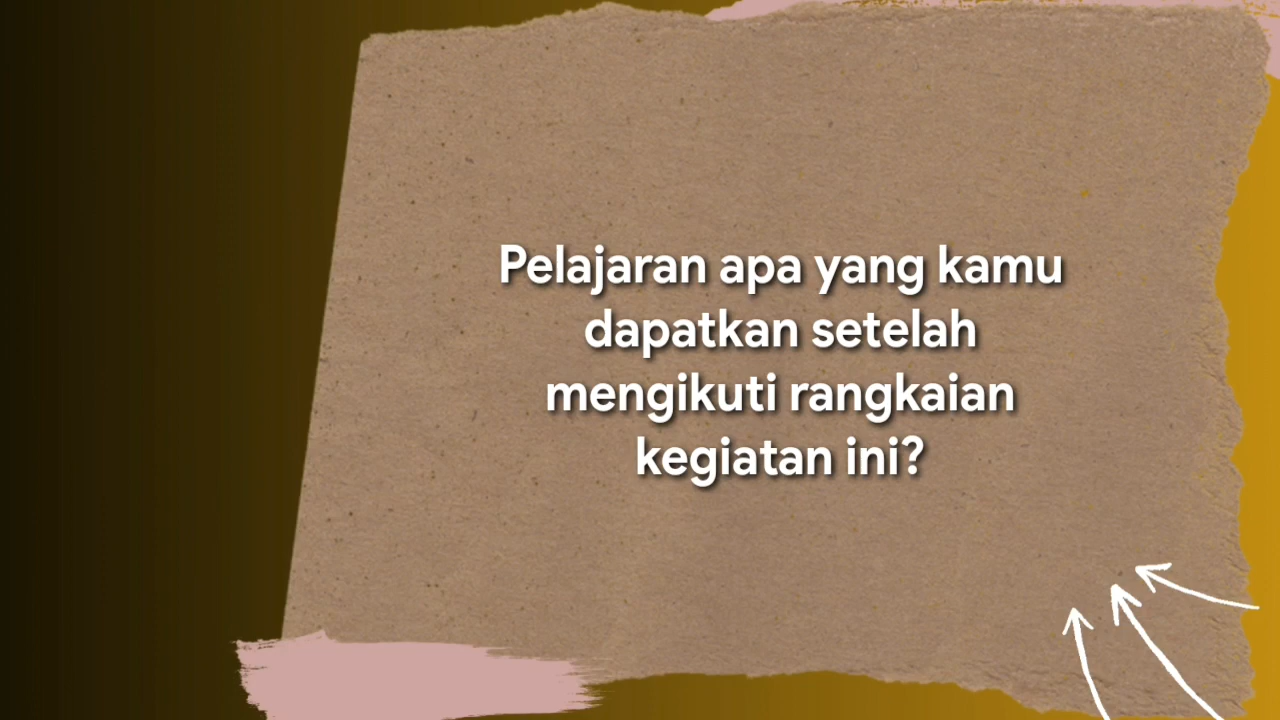 Pelajaran apa yang kamu
dapatkan setelah
mengikuti rangkaian
kegiatan ini?